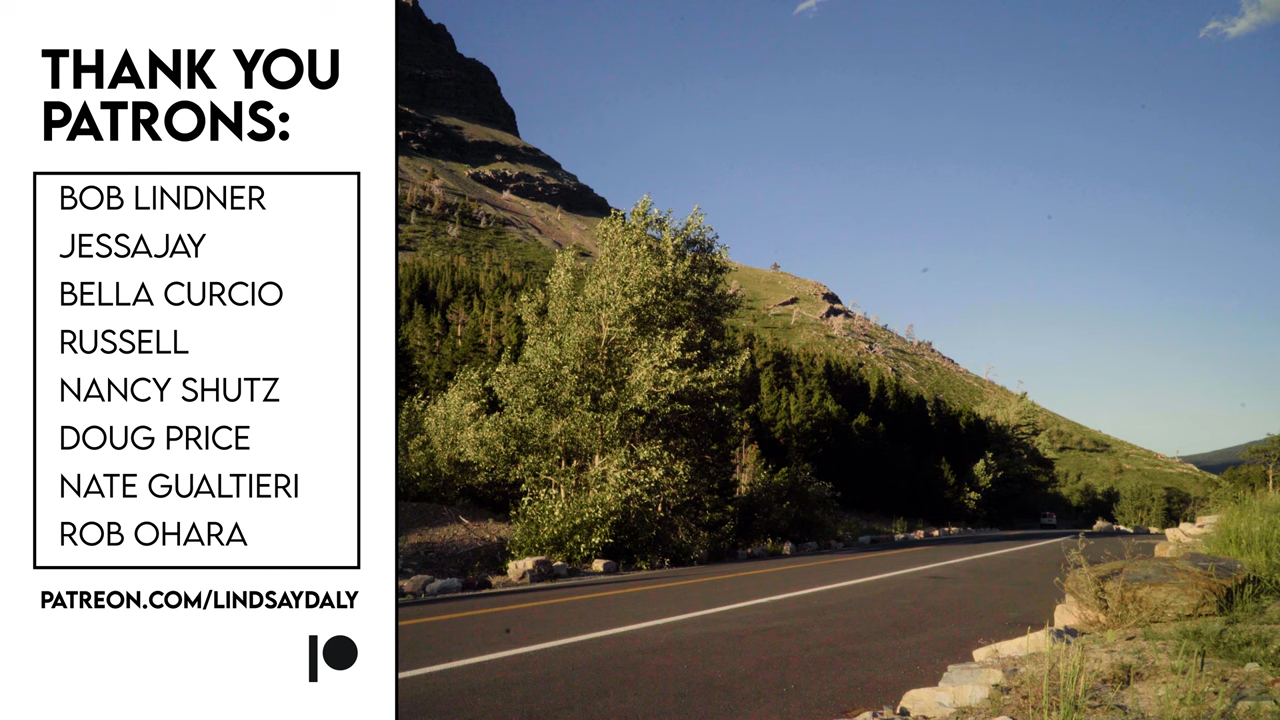 THANK YOU
PATRONS:
BOB LINDNER
JESSAJAY
BELLA CURCIO
RUSSELL
NANCY SHUTZ
DOUG PRICE
NATE GUALTIERI
ROB OHARA
PATREON.COM/LINDSAYDALY